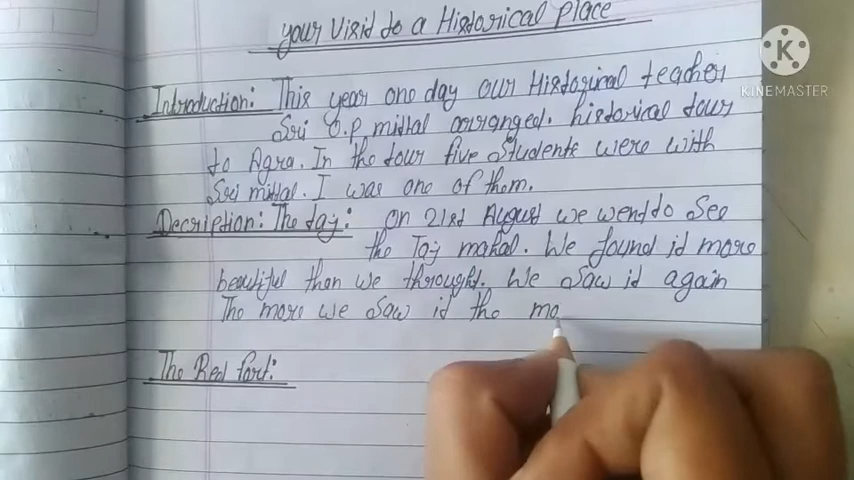 your Visit to a Historical place
Introduction: This year one day our Historical teacher
Sri O.P mittal arranged. historical tour
to Agra. In the tour five Students were with
Sri mittal. I was one of them.
Decription: The taj: On 21st August we went to See
the Taj mahal. We found it more
beautiful than we throught. We Saw it again
The more we Saw it the mo
The Red fort:
KINEMASTER